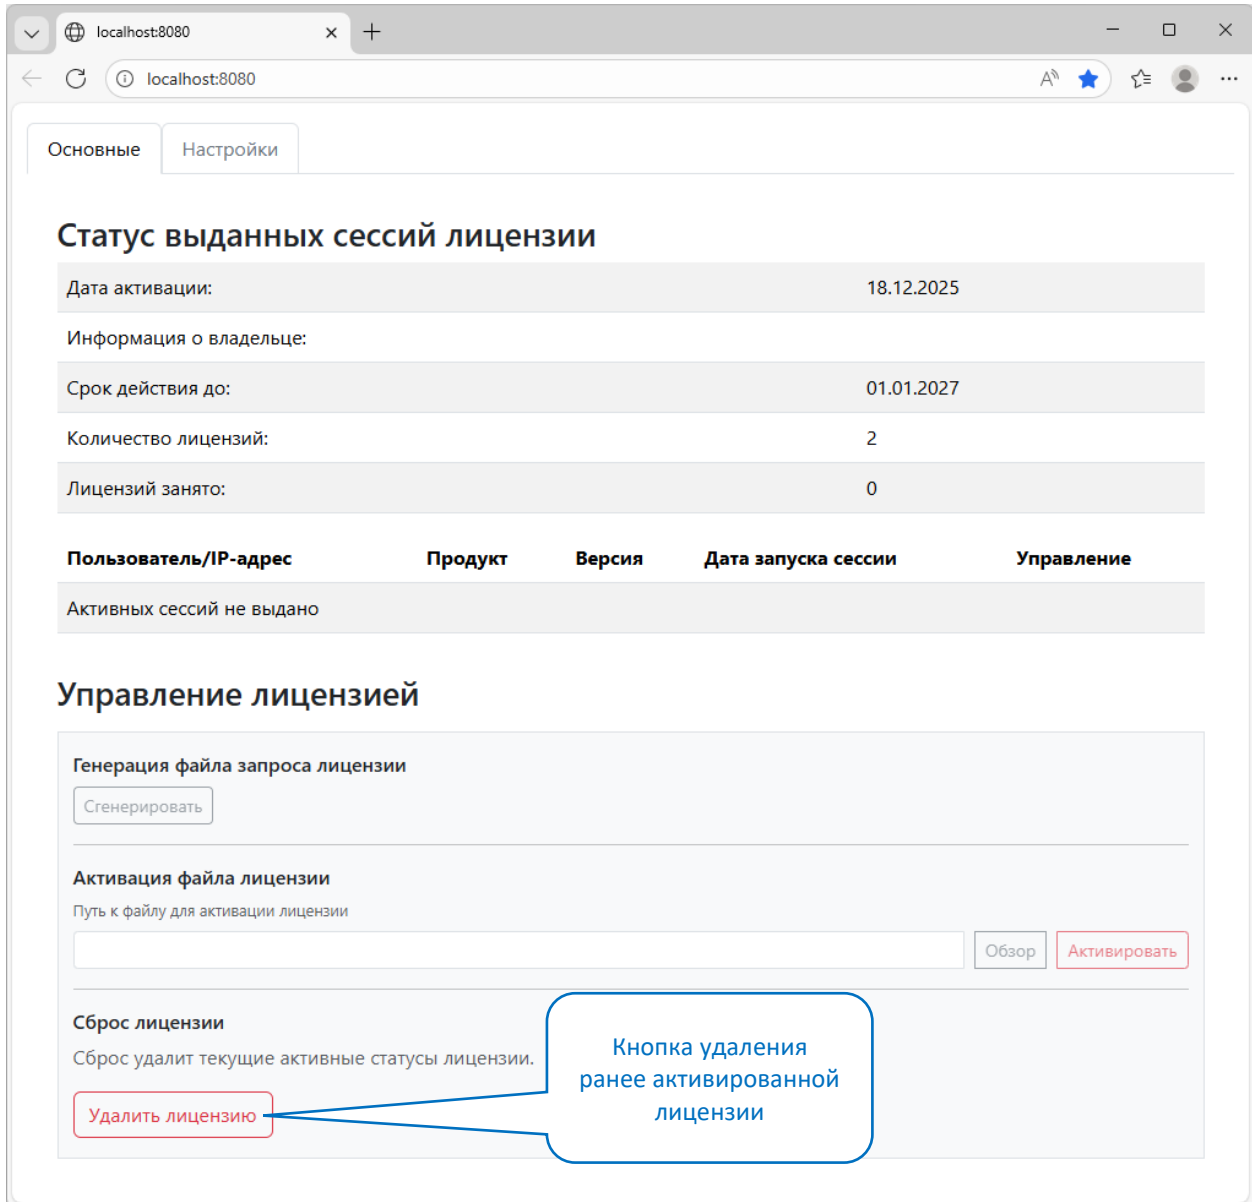 localhost:8080
localhost:8080
Основные Настройки
Статус выданных сессий лицензии
Дата активации: 18.12.2025
Информация о владельце:
Срок действия до: 01.01.2027
Количество лицензий: 2
Лицензий занято: 0
Пользователь/IP-адрес Продукт Версия Дата запуска сессии Управление
Активных сессий не выдано
Управление лицензией
Генерация файла запроса лицензии
Сгенерировать
Активация файла лицензии
Путь к файлу для активации лицензии
Обзор Активировать
Сброс лицензии
Сброс удалит текущие активные статусы лицензии.
Удалить лицензию
Кнопка удаления
ранее активированной
лицензии